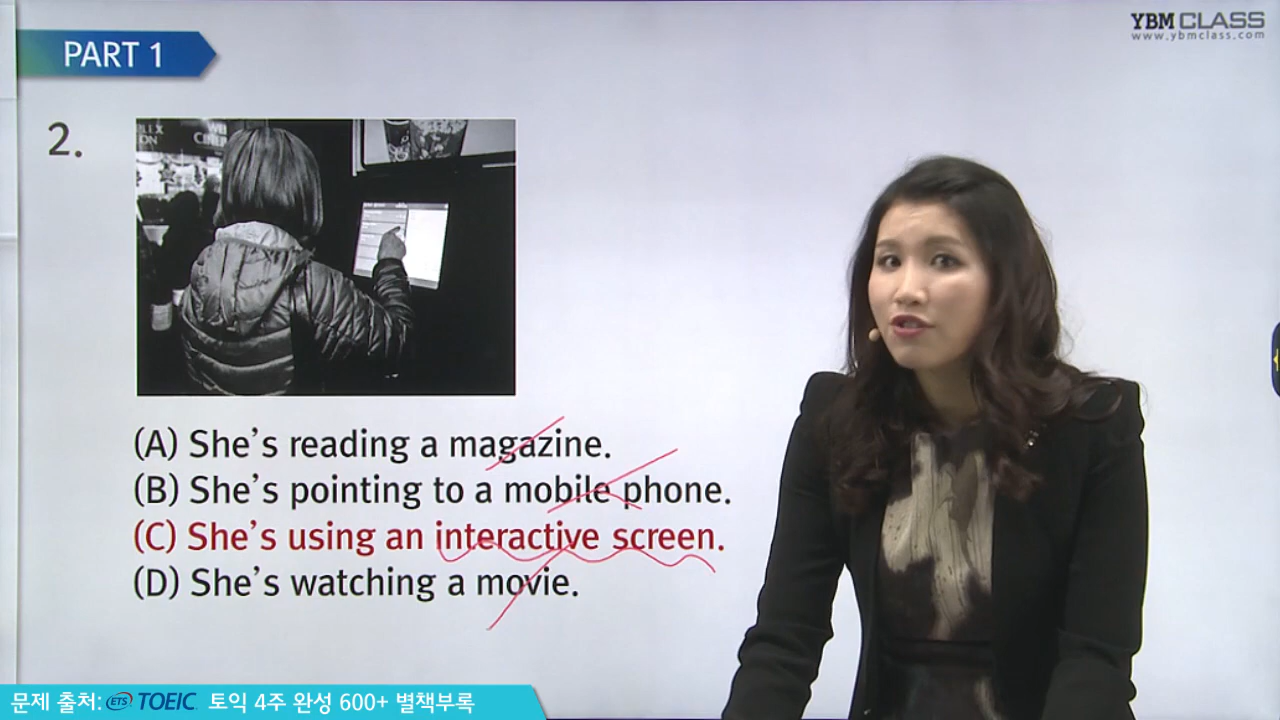 YBM CLASS
www.ybmclass.com
PART 1
2.
(A) She's reading a magazine.
(B) She's pointing to a mobile phone.
(C) She's using an interactive screen.
(D) She's watching a movie.
문제 출처: ETS TOEIC 토익 4주 완성 600+ 별책부록